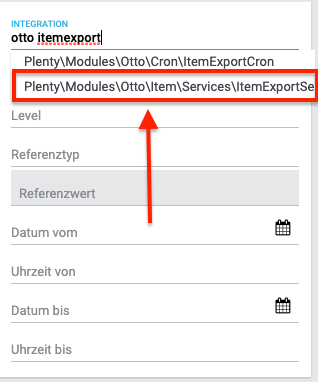 INTEGRATION
otto itemexport
Plenty\Modules\Otto\Cron\ItemExportCron
Plenty\Modules\Otto\Item\Services\ItemExportSe
Level
Referenztyp
Referenzwert
Datum vom
Uhrzeit von
Datum bis
Uhrzeit bis